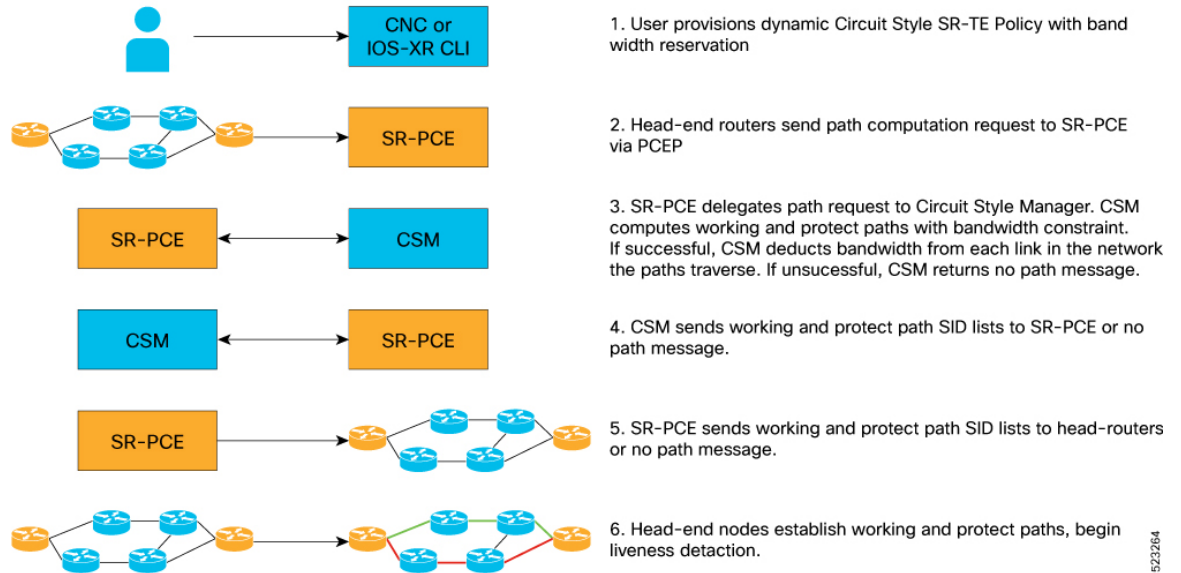 CNC or
IOS-XR CLI
1. User provisions dynamic Circuit Style SR-TE Policy with band
width reservation
SR-PCE
2. Head-end routers send path computation request to SR-PCE
via PCEP
SR-PCE
CSM
3. SR-PCE delegates path request to Circuit Style Manager. CSM
computes working and protect paths with bandwidth constraint.
If successful, CSM deducts bandwidth from each link in the network
the paths traverse. If unsucessful, CSM returns no path message.
CSM
SR-PCE
4. CSM sends working and protect path SID lists to SR-PCE or no
path message.
SR-PCE
5. SR-PCE sends working and protect path SID lists to head-routers
or no path message.
6. Head-end nodes establish working and protect paths, begin
liveness detaction.
523264